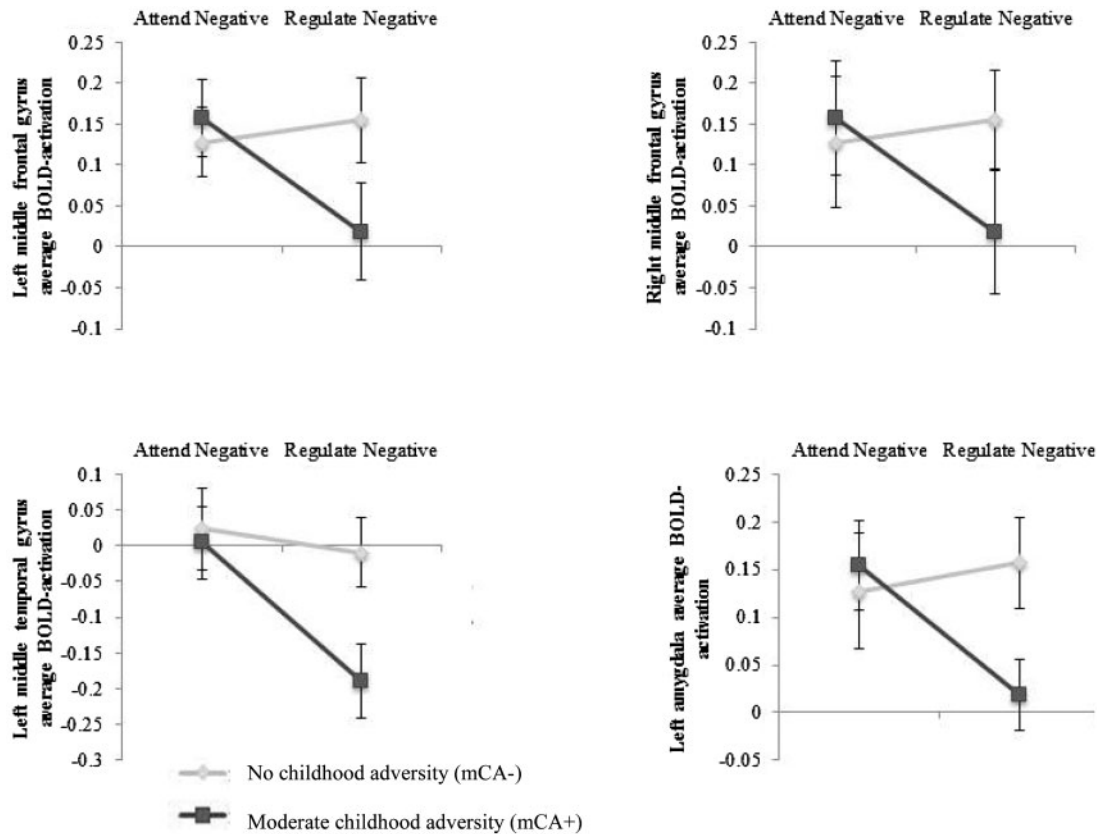 Attend Negative Regulate Negative
0.25
0.2
0.15
0.1
0.05
0
-0.05
-0.1
Left middle frontal gyrus
average BOLD-activation
Attend Negative Regulate Negative
0.25
0.2
0.15
0.1
0.05
0
-0.05
-0.1
Right middle frontal gyrus
average BOLD-activation
Attend Negative Regulate Negative
0.1
0.05
0
-0.05
-0.1
-0.15
-0.2
-0.25
-0.3
Left middle temporal gyrus
average BOLD-activation
Attend Negative Regulate Negative
0.25
0.2
0.15
0.1
0.05
0
-0.05
Left amygdala average BOLD-
activation
No childhood adversity (mCA-)
Moderate childhood adversity (mCA+)